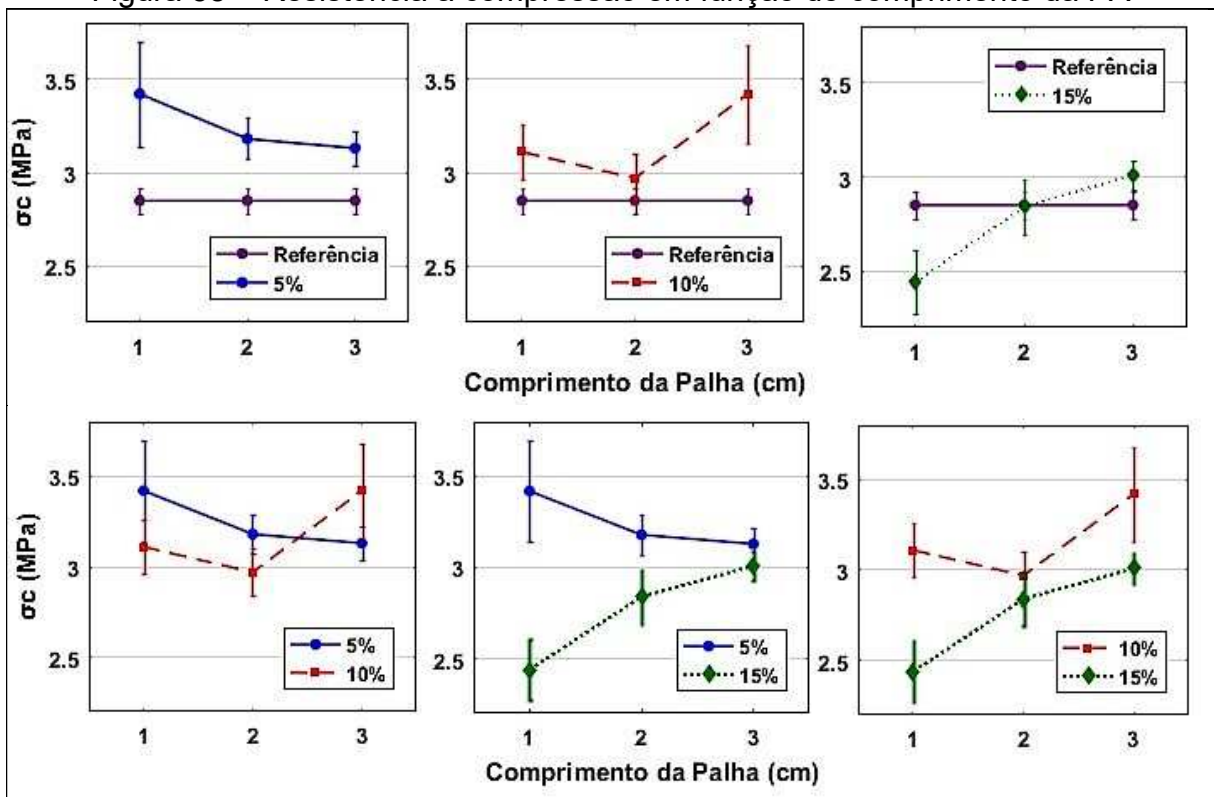 Resistência à compressão em função do comprimento da
3.5
3
2.5
σc (MPa)
Referência
5%
1 2 3
Referência
10%
3.5
3
2.5
1 2 3
Referência
15%
3.5
3
2.5
1 2 3
Comprimento da Palha (cm)
3.5
3
2.5
σc (MPa)
5%
10%
1 2 3
3.5
3
2.5
5%
15%
1 2 3
3.5
3
2.5
10%
15%
1 2 3
Comprimento da Palha (cm)